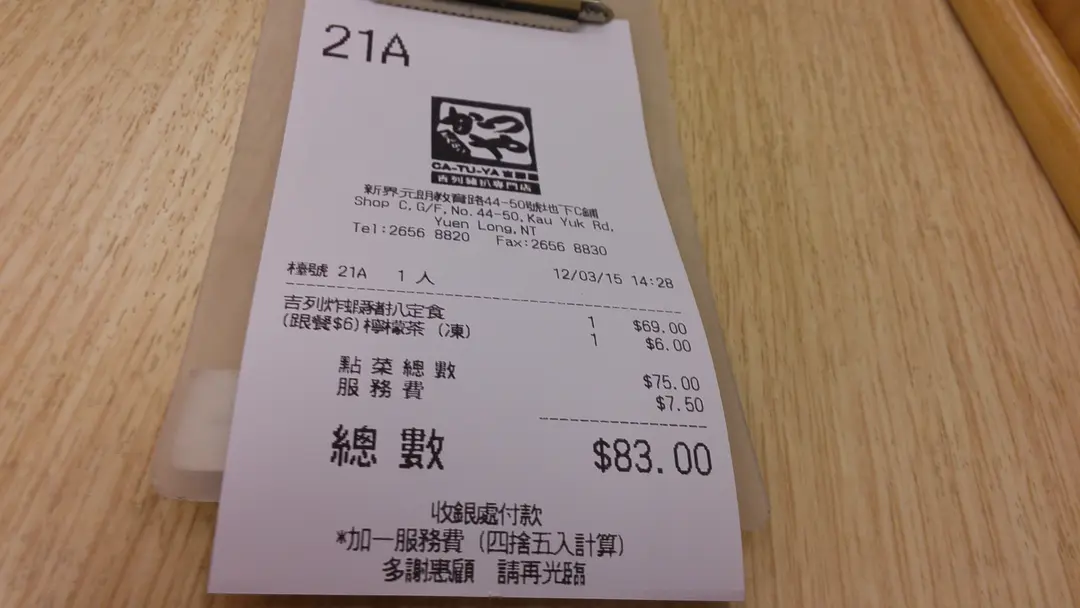 21A
かつや
CA-TU-YA
吉列豬扒專門店
新界元朗教育路44-50號地下C舖
Shop C,G/F,No.44-50,Kau Yuk Rd,
Yuen Long,NT
Tel:2656 8820 Fax:2656 8830
檯號 21A 1 人 12/03/15 14:28
吉列炸蝦豬扒定食 1 $69.00
(跟餐$6)檸檬茶 (凍) 1 $6.00
點菜總數 $75.00
服務費 $7.50
總數 $83.00
收銀處付款
*加一服務費 (四捨五入計算)
多謝惠顧 請再光臨